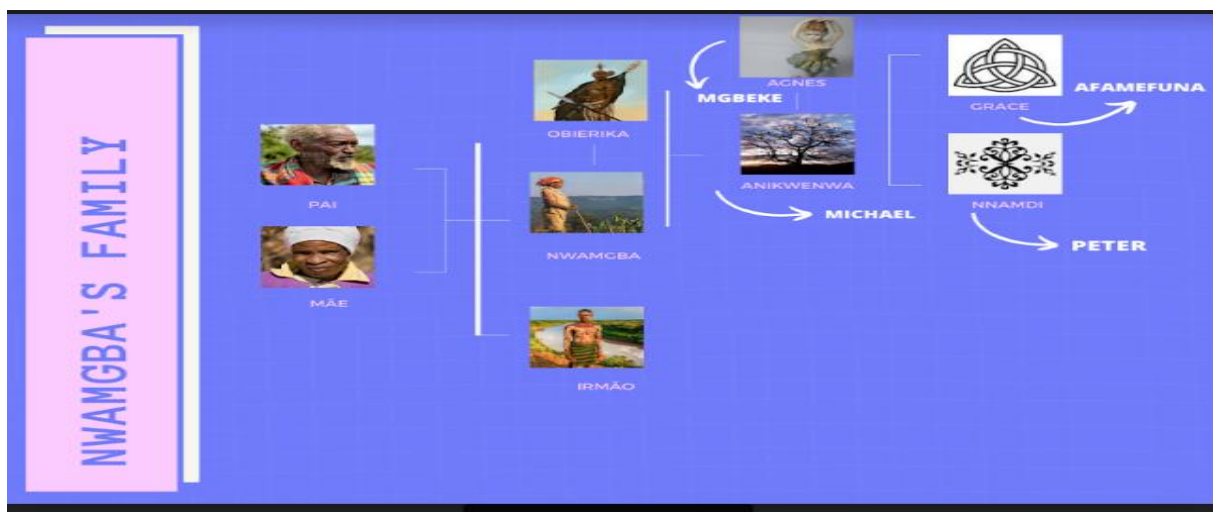 NWAMGBA'S FAMILY
PAI
MÃE
OBIERIKA
NWAMGBA
IRMÃO
AGNES
MGBEKE
ANIKWENWA
MICHAEL
GRACE
AFAMEFUNA
NNAMDI
PETER